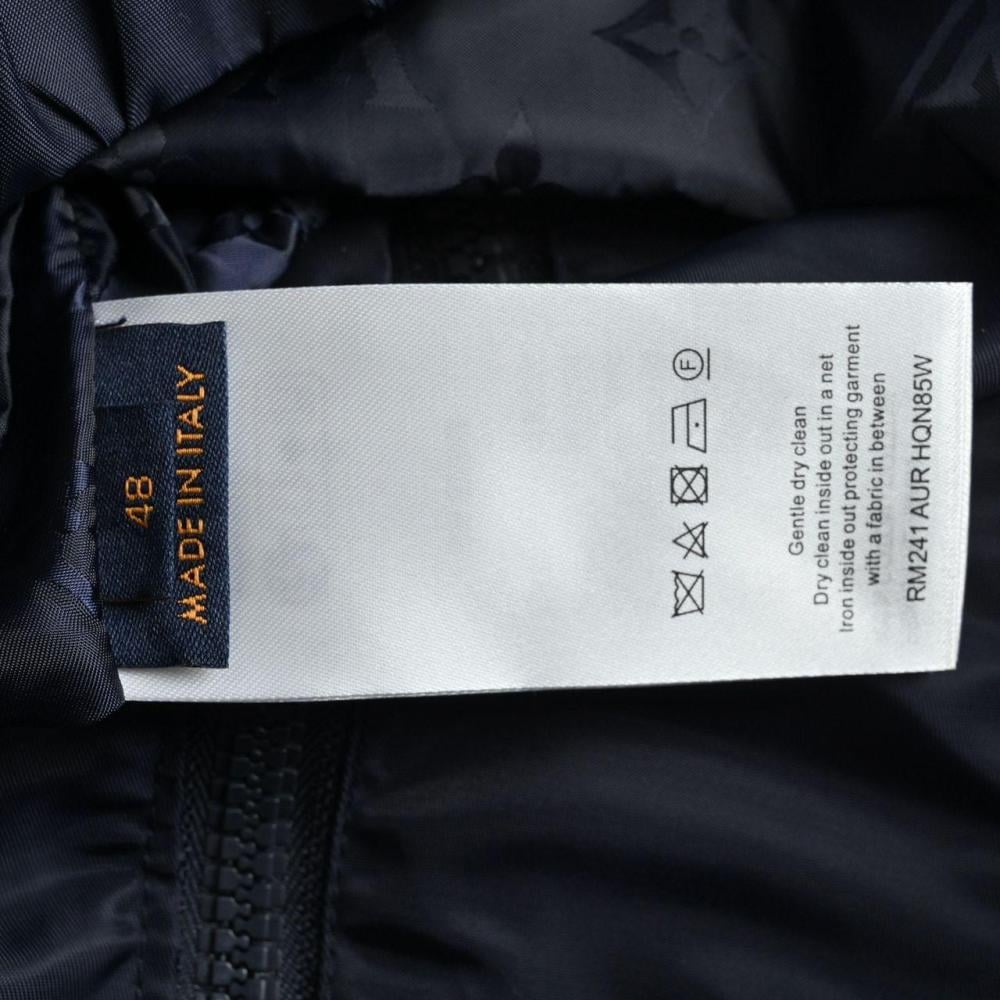 48
MADE IN ITALY
F
Gentle dry clean
Dry clean inside out in a net
Iron inside out protecting garment
with a fabric in between
RM241 AUR HQN85W